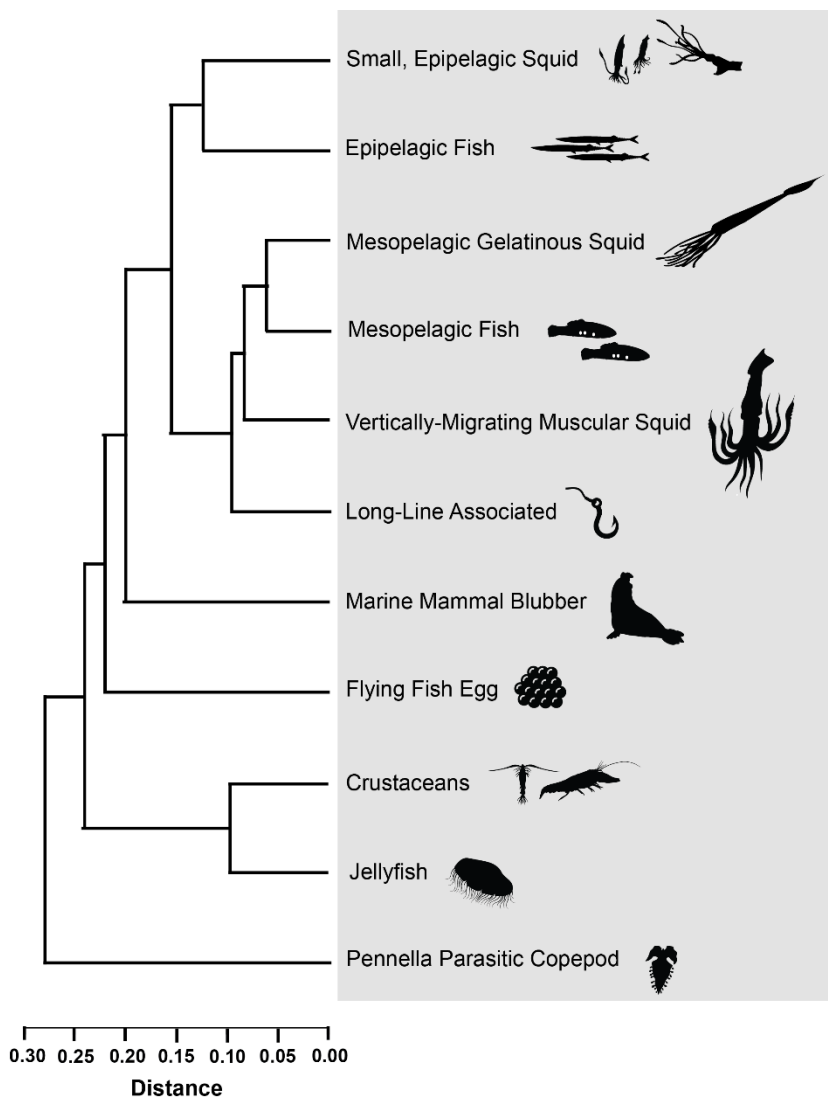 Small, Epipelagic Squid
Epipelagic Fish
Mesopelagic Gelatinous Squid
Mesopelagic Fish
Vertically-Migrating Muscular Squid
Long-Line Associated
Marine Mammal Blubber
Flying Fish Egg
Crustaceans
Jellyfish
Pennella Parasitic Copepod
0.30 0.25 0.20 0.15 0.10 0.05 0.00
Distance